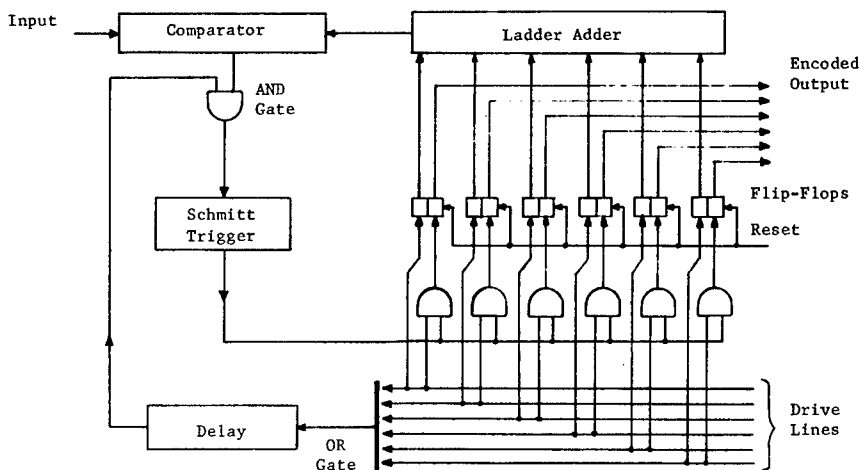 Input
Comparator
Ladder Adder
Encoded
Output
AND
Gate
Flip-Flops
Schmitt
Trigger
Reset
Delay
OR
Gate
Drive
Lines